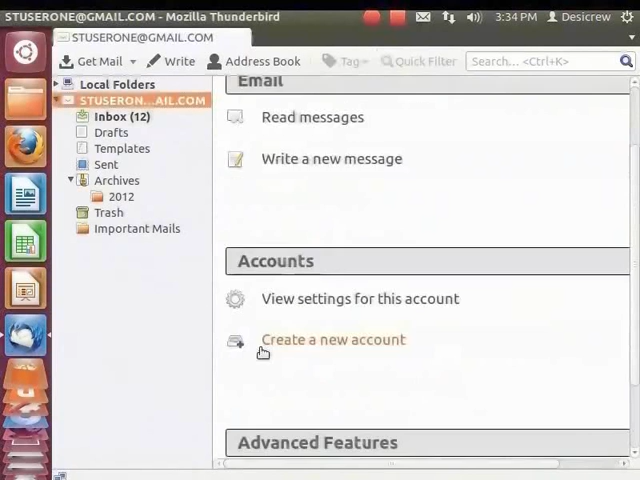 STUSERONE@GMAIL.COM - Mozilla Thunderbird
3:34 PM
Desicrew
STUSERONE@GMAIL.COM
Get Mail
Write
Address Book
Tag
Quick Filter
Search... <Ctrl+K>
Local Folders
STUSERON...AIL.COM
Inbox (12)
Drafts
Templates
Sent
Archives
2012
Trash
Important Mails
Email
Read messages
Write a new message
Accounts
View settings for this account
Create a new account
Advanced Features